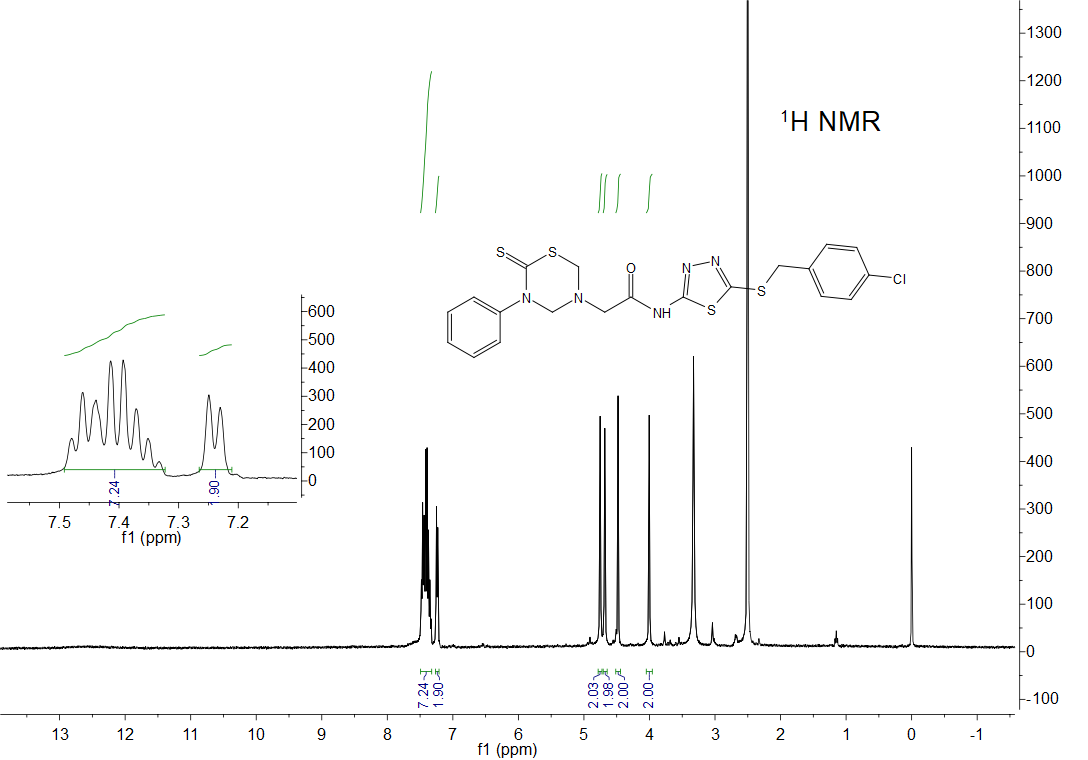 1300
1200
1100
1000
900
800
700
600
500
400
300
200
100
0
-100
¹H NMR
S
S
N
N
O
NH
N
N
S
S
Cl
600
500
400
300
200
100
0
7.24
1.90
7.5 7.4 7.3 7.2
f1 (ppm)
7.24
1.90
2.03
1.98
2.00
2.00
13 12 11 10 9 8 7 6 5 4 3 2 1 0 -1
f1 (ppm)